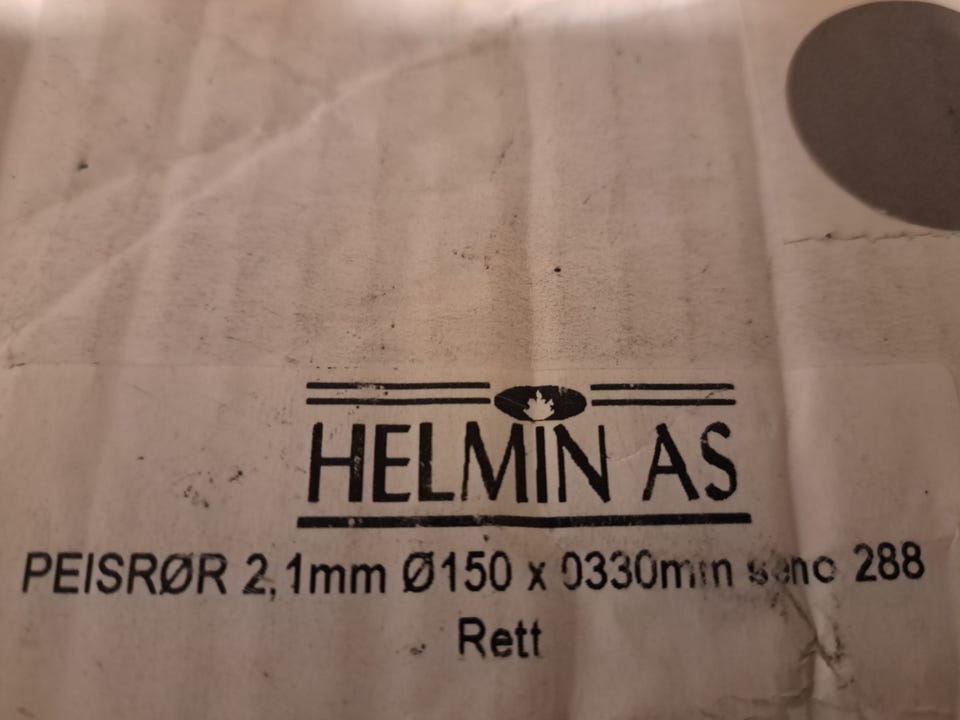 HELMIN AS
PEISRØR 2,1mm Ø150 x 0330mm 288
Rett